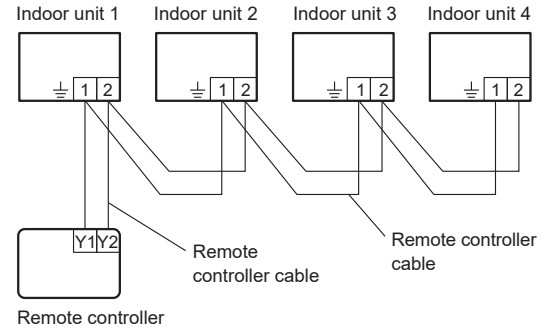 Indoor unit 1 Indoor unit 2 Indoor unit 3 Indoor unit 4
1 2 1 2 1 2 1 2
Y1 Y2
Remote
controller cable
Remote controller
cable
Remote controller